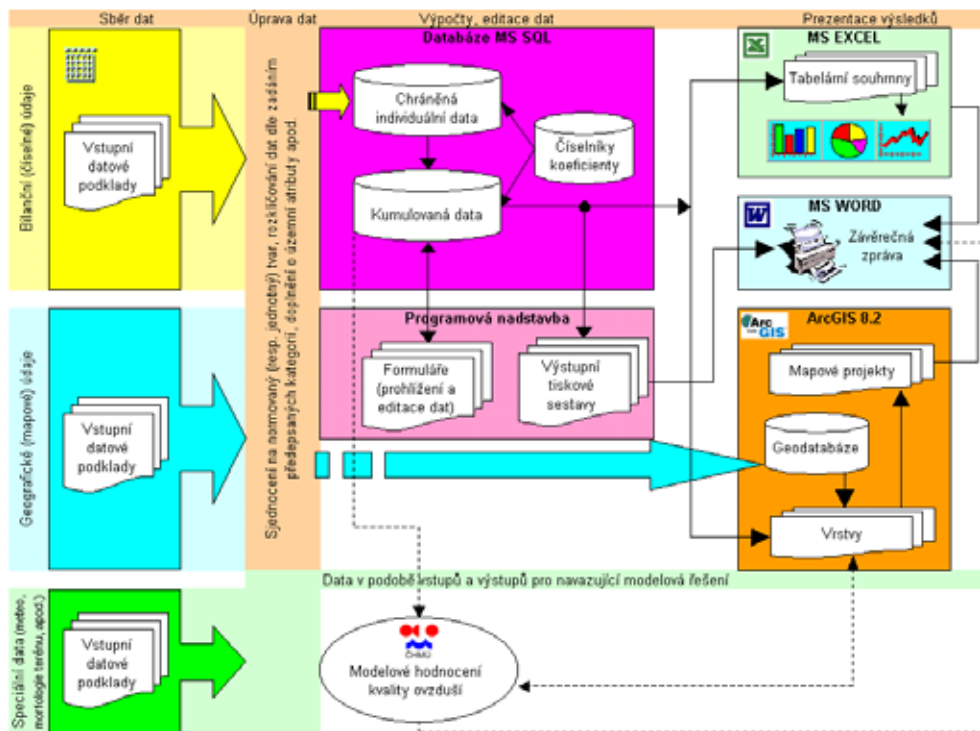 Sběr dat
Úprava dat
Výpočty, editace dat
Prezentace výsledků
Bilanční (číselné) údaje
Vstupní
datové
podklady
Geografické (mapové) údaje
Vstupní
datové
podklady
Speciální data (meteo,
morfologie terénu, apod.)
Vstupní
datové
podklady
Sjednocení na normovaný (resp. jednotný) tvar, rozklíčování dat dle zadáním
předepsaných kategorií, doplnění o územní atributy apod.
Databáze MS SQL
Chráněná
individuální data
Číselníky
koeficienty
Kumulovaná data
Programová nadstavba
Formuláře
(prohlížení a
editace dat)
Výstupní
tiskové
sestavy
MS EXCEL
Tabelární souhrnny
MS WORD
Závěrečná
zpráva
Arc
GIS
ArcGIS 8.2
Mapové projekty
Geodatabáze
Vrstvy
Data v podobě vstupů a výstupů pro navazující modelová řešení
ČHMÚ
Modelové hodnocení
kvality ovzduší